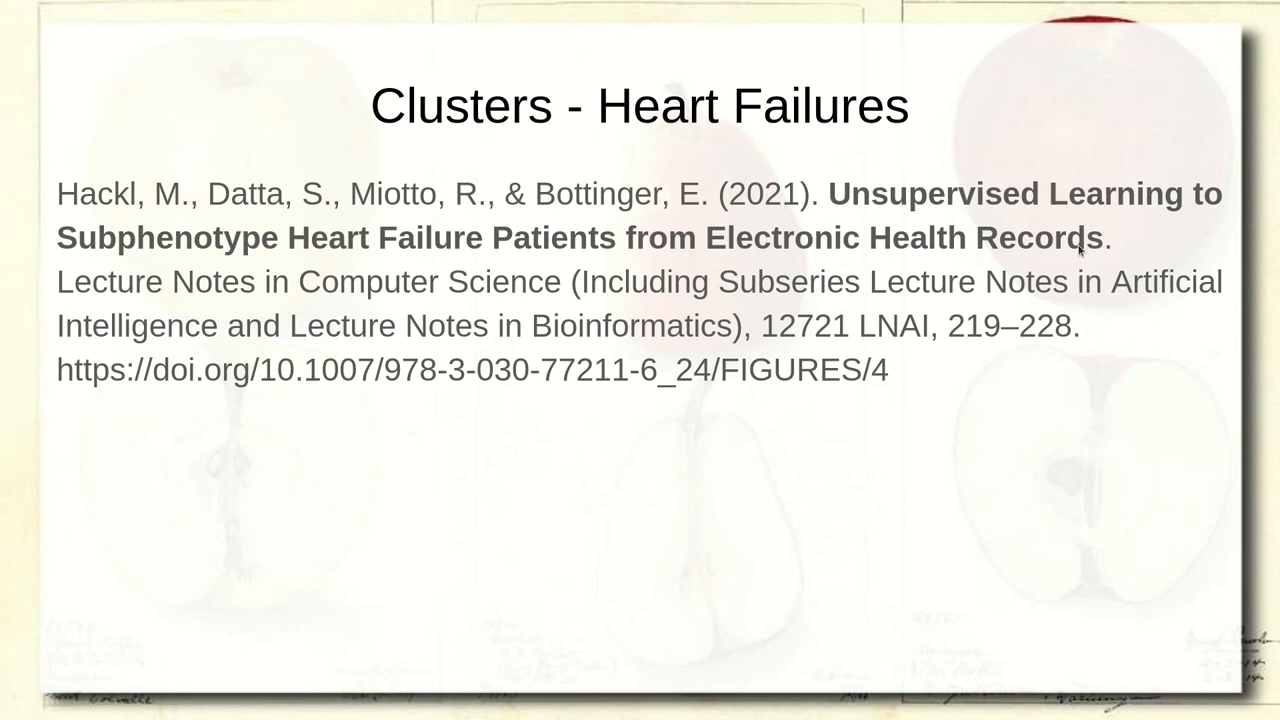 Clusters - Heart Failures
Hackl, M., Datta, S., Miotto, R., & Bottinger, E. (2021). Unsupervised Learning to
Subphenotype Heart Failure Patients from Electronic Health Records.
Lecture Notes in Computer Science (Including Subseries Lecture Notes in Artificial
Intelligence and Lecture Notes in Bioinformatics), 12721 LNAI, 219–228.
https://doi.org/10.1007/978-3-030-77211-6_24/FIGURES/4